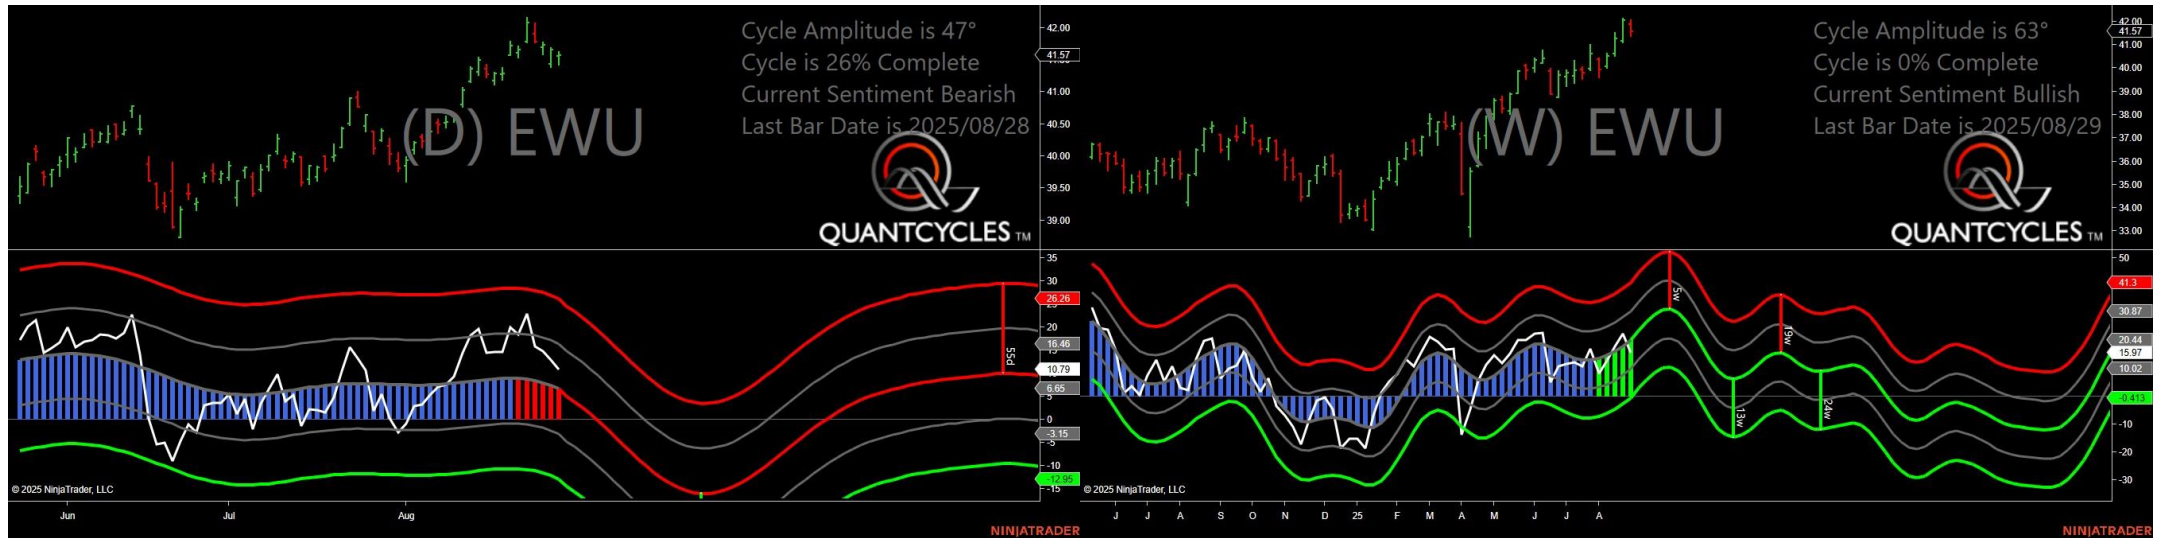 Cycle Amplitude is 47°
Cycle is 26% Complete
Current Sentiment Bearish
Last Bar Date is 2025/08/28
(D) EWU
QUANTCYCLES TM
42.00
41.57
41.00
40.50
40.00
39.50
39.00
35
30
26.26
20
16.46
15
10.79
6.65
5
0
-3.15
-5
-10
-12.95
-15
55d
© 2025 NinjaTrader, LLC
Jun Jul Aug
NINJATRADER
Cycle Amplitude is 63°
Cycle is 0% Complete
Current Sentiment Bullish
Last Bar Date is 2025/08/29
(W) EWU
QUANTCYCLES TM
42.00
41.57
41.00
40.00
38.00
37.00
36.00
35.00
34.00
33.00
50
41.3
30.87
20.44
15.97
10.02
-0.413
-10
-20
-30
5w
13w
19w
24w
© 2025 NinjaTrader, LLC
J J A S O N D 25 F M A M J J A
NINJATRADER